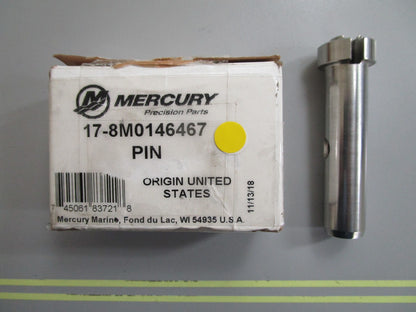 MERCURY
Precision Parts
17-8M0146467
PIN
ORIGIN UNITED
STATES
11/13/18
7 45061 83721 8
Mercury Marine, Fond du Lac, WI 54935 U.S.A.